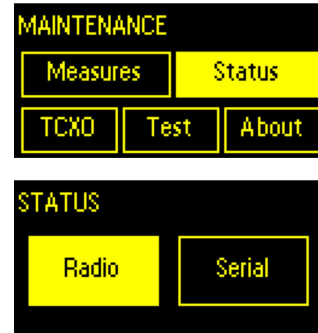 MAINTENANCE
Measures Status
TCXO Test About
STATUS
Radio Serial